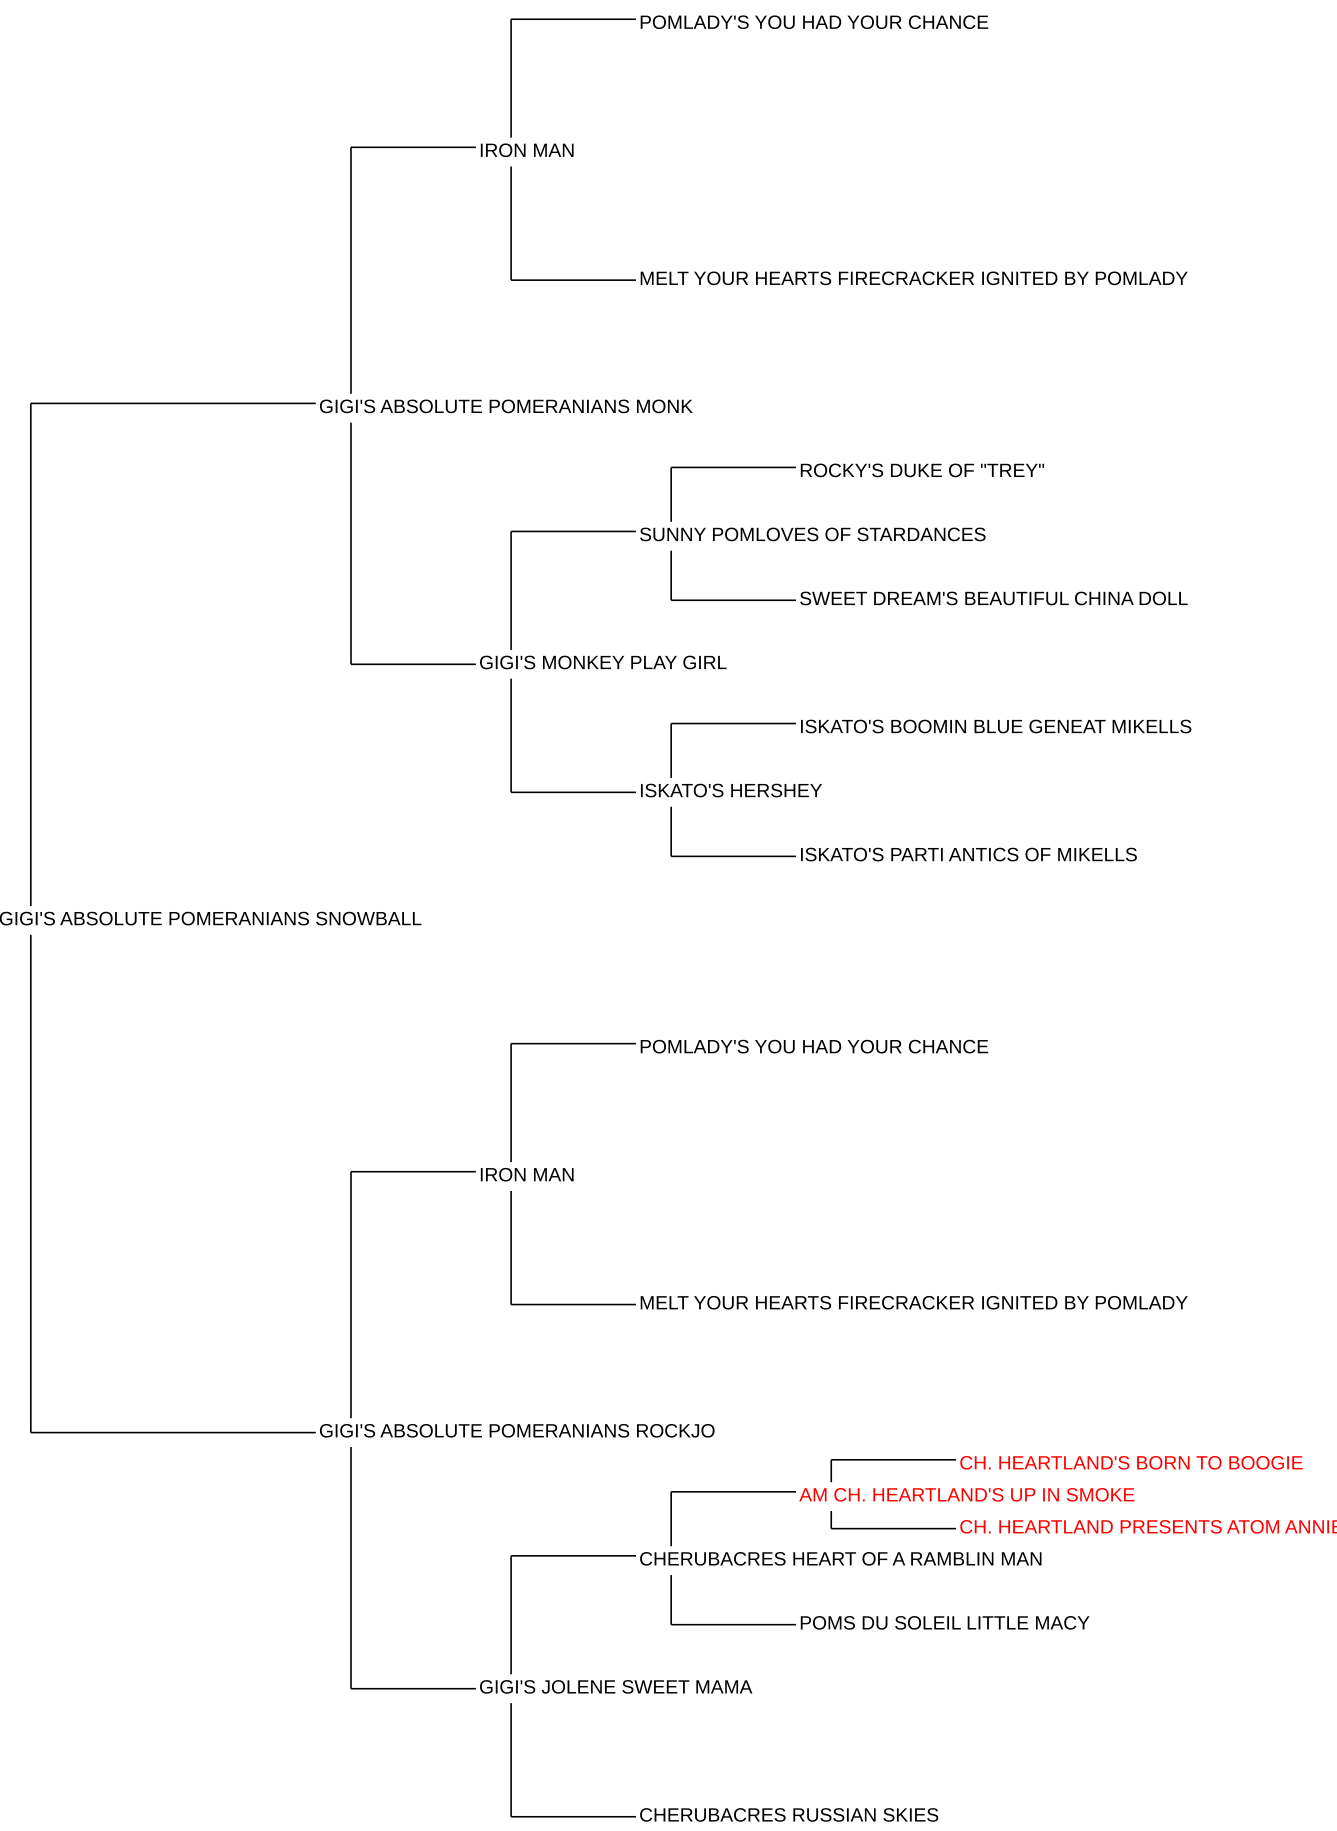 POMLADY'S YOU HAD YOUR CHANCE
IRON MAN
MELT YOUR HEARTS FIRECRACKER IGNITED BY POMLADY
GIGI'S ABSOLUTE POMERANIANS MONK
ROCKY'S DUKE OF "TREY"
SUNNY POMLOVES OF STARDANCES
SWEET DREAM'S BEAUTIFUL CHINA DOLL
GIGI'S MONKEY PLAY GIRL
ISKATO'S BOOMIN BLUE GENEAT MIKELLS
ISKATO'S HERSHEY
ISKATO'S PARTI ANTICS OF MIKELLS
GIGI'S ABSOLUTE POMERANIANS SNOWBALL
POMLADY'S YOU HAD YOUR CHANCE
IRON MAN
MELT YOUR HEARTS FIRECRACKER IGNITED BY POMLADY
GIGI'S ABSOLUTE POMERANIANS ROCKJO
CH. HEARTLAND'S BORN TO BOOGIE
AM CH. HEARTLAND'S UP IN SMOKE
CH. HEARTLAND PRESENTS ATOM ANNIE
CHERUBACRES HEART OF A RAMBLIN MAN
POMS DU SOLEIL LITTLE MACY
GIGI'S JOLENE SWEET MAMA
CHERUBACRES RUSSIAN SKIES